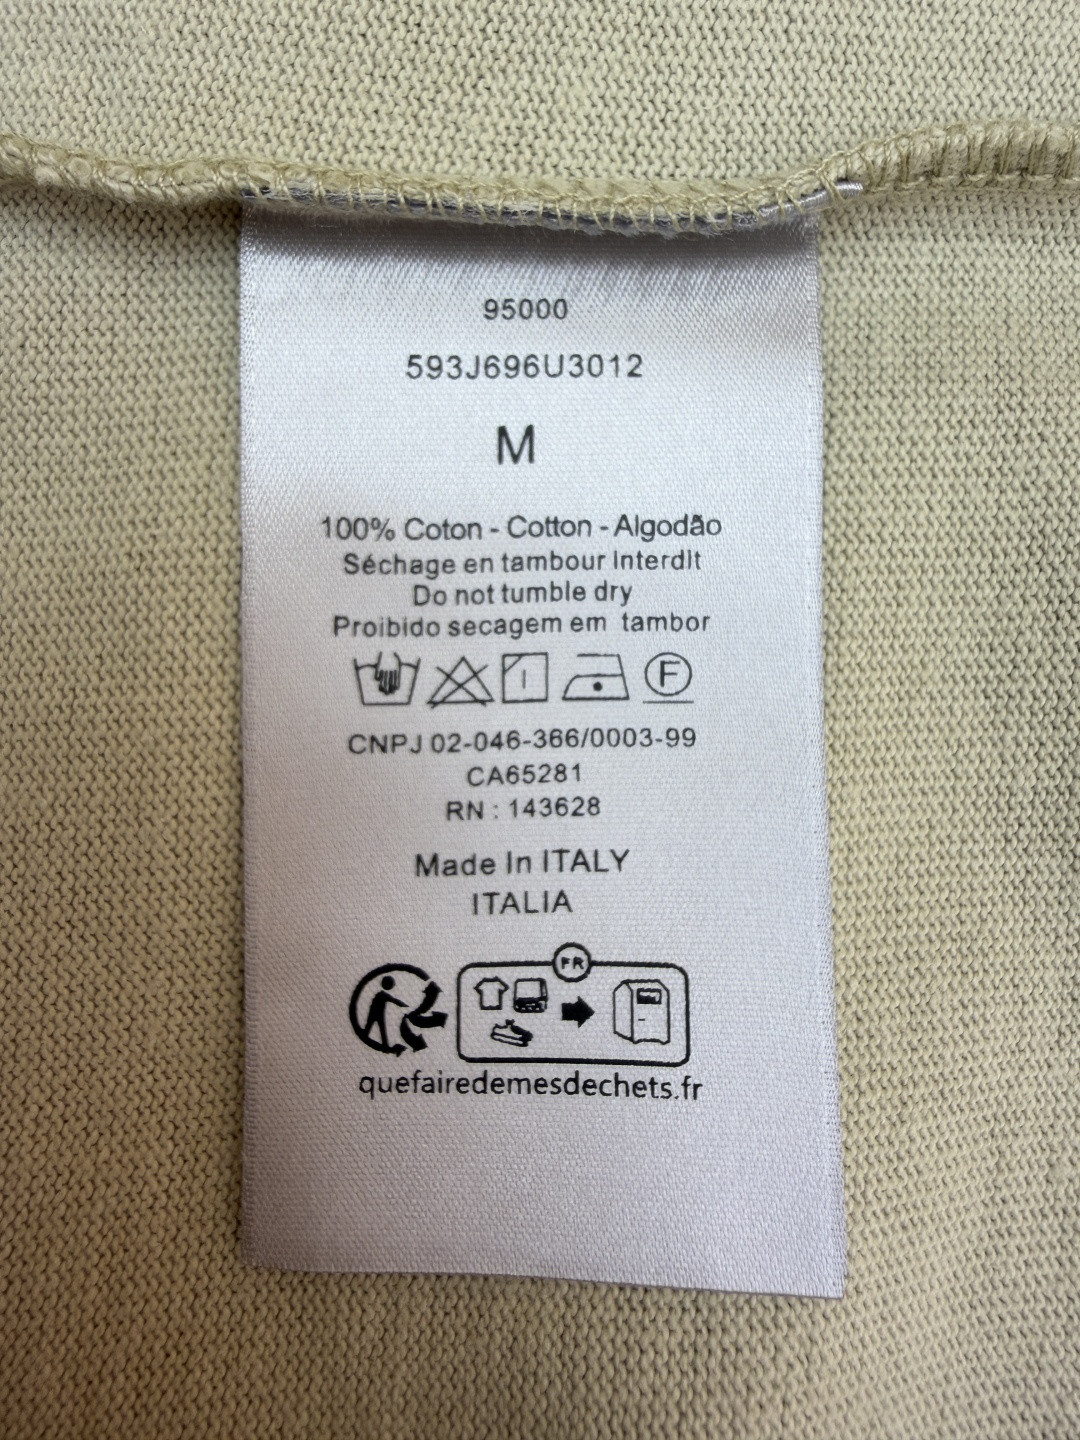 95000
593J696U3012
M
100% Coton - Cotton - Algodão
Séchage en tambour InterdIt
Do not tumble dry
Proibido secagem em tambor
F
CNPJ 02-046-366/0003-99
CA65281
RN : 143628
Made In ITALY
ITALIA
FR
quefairedemesdechets.fr